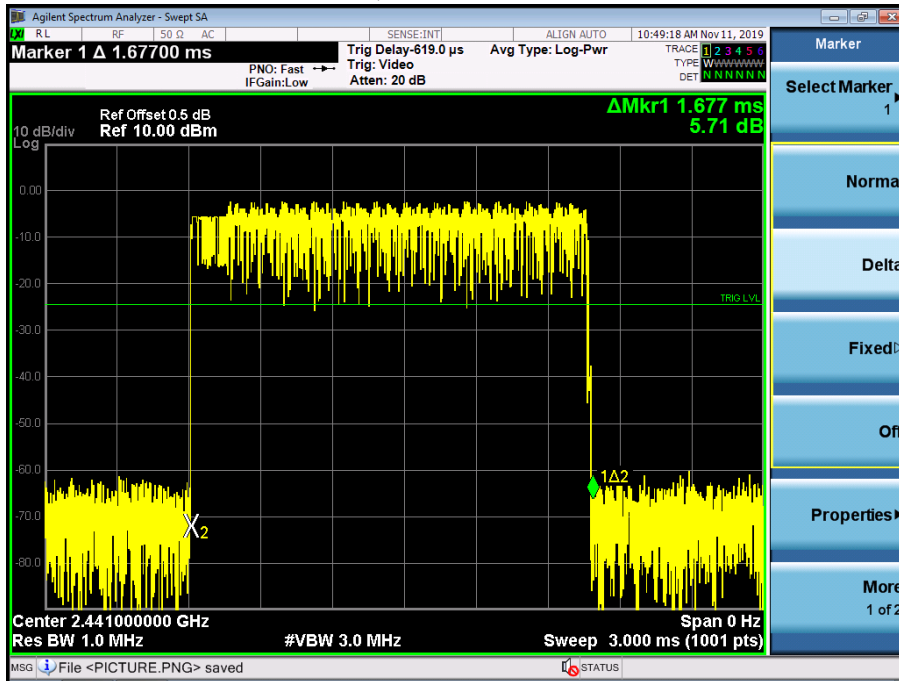 Agilent Spectrum Analyzer - Swept SA
LXI RL RF 50 Ω AC SENSE:INT ALIGN AUTO 10:49:18 AM Nov 11, 2019
Marker 1 Δ 1.67700 ms
PNO: Fast
IFGain:Low
Trig Delay-619.0 µs
Trig: Video
Atten: 20 dB
Avg Type: Log-Pwr
TRACE 1 2 3 4 5 6
TYPE WWWWWW
DET N N N N N N
ΔMkr1 1.677 ms
5.71 dB
Ref Offset 0.5 dB
10 dB/div Ref 10.00 dBm
Log
0.00
-10.0
-20.0
TRIG LVL
-30.0
-40.0
-50.0
-60.0
1Δ2
-70.0
X2
-80.0
Center 2.441000000 GHz Span 0 Hz
Res BW 1.0 MHz #VBW 3.0 MHz Sweep 3.000 ms (1001 pts)
MSG File <PICTURE.PNG> saved STATUS
Marker
Select Marker
1
Norma
Delta
Fixed
Off
Properties
More
1 of 2